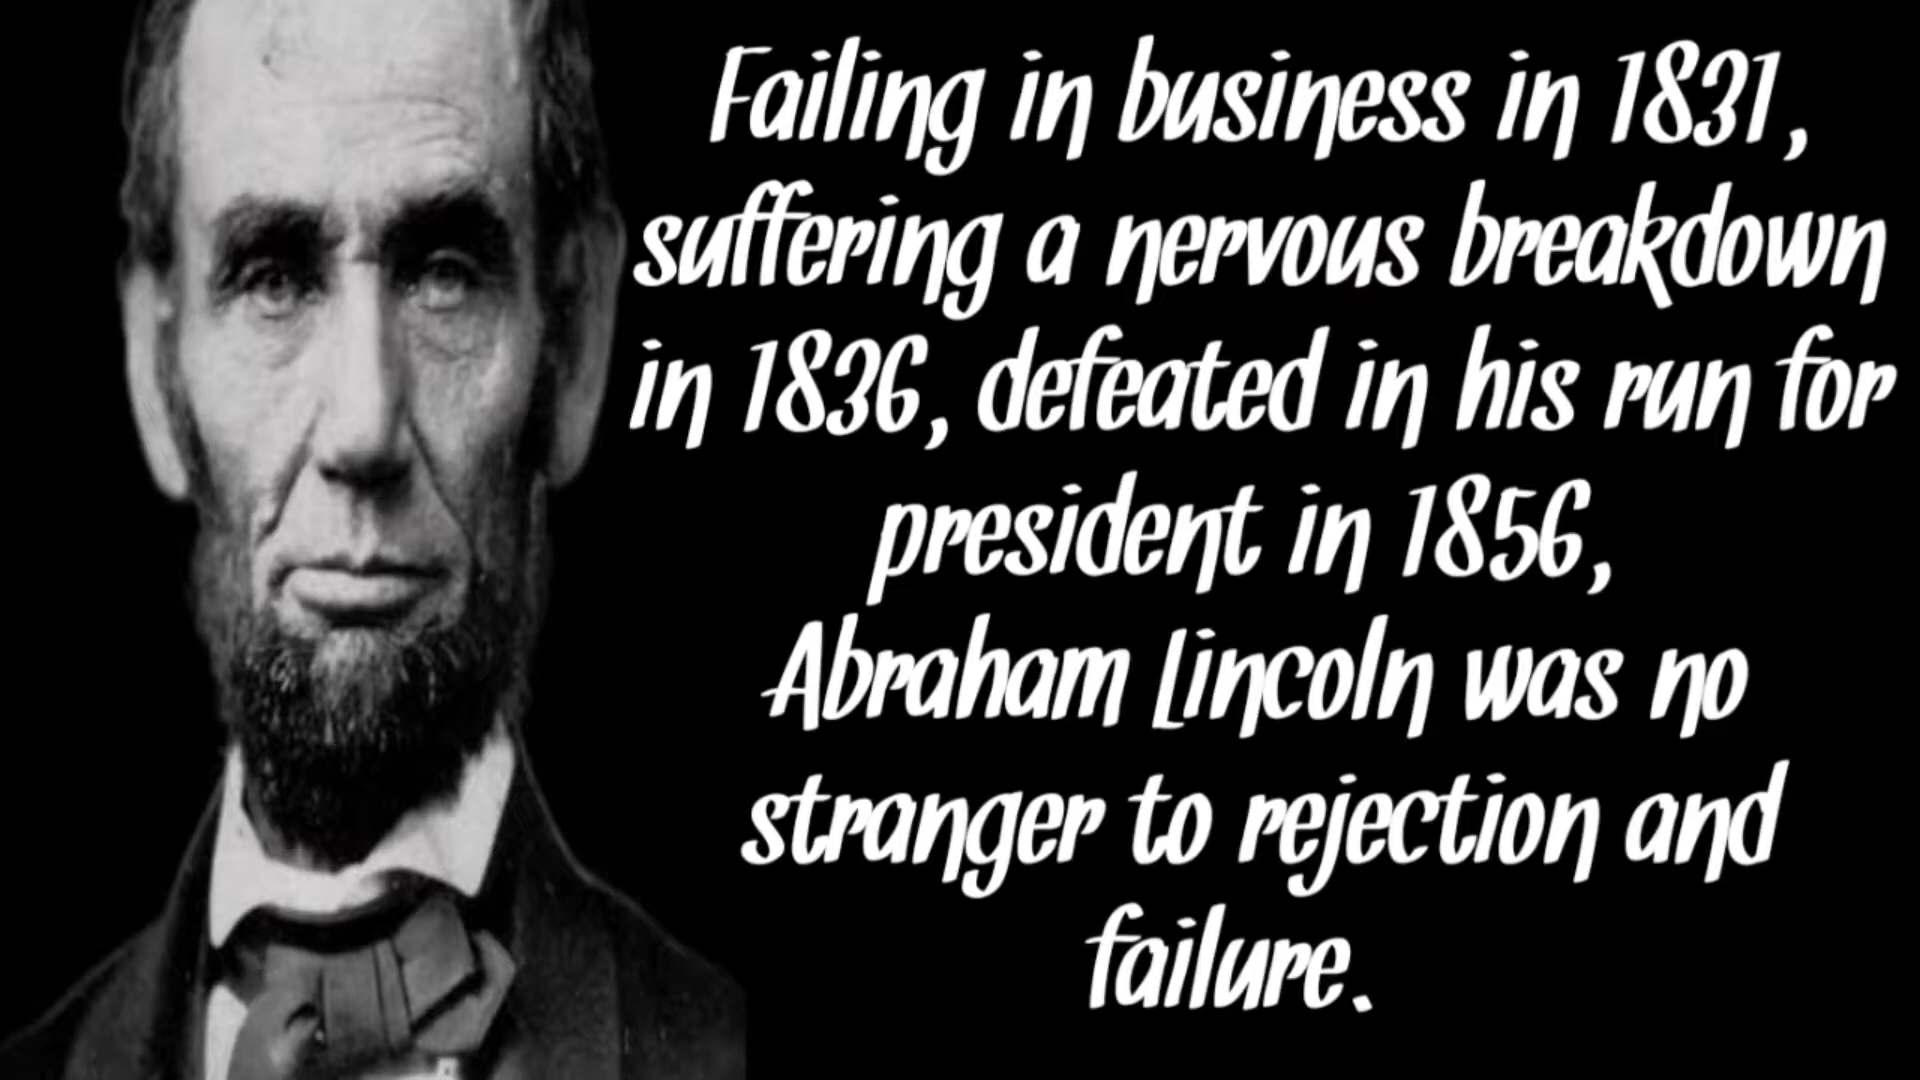 Failing in business in 1831,
suffering a nervous breakdown
in 1836, defeated in his run for
president in 1856,
Abraham Lincoln was no
stranger to rejection and
failure.